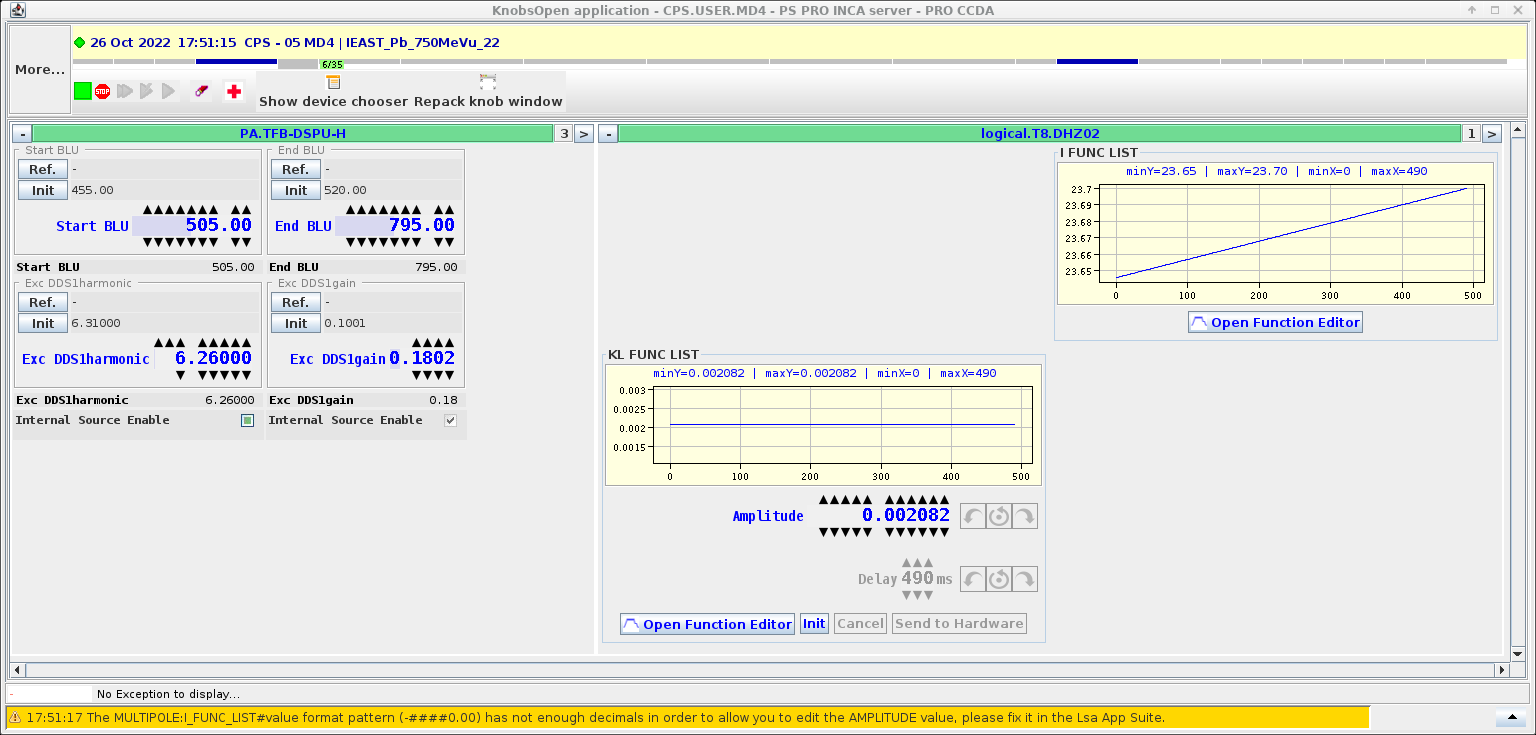 KnobsOpen application - CPS.USER.MD4 - PS PRO INCA server - PRO CCDA
More...
26 Oct 2022 17:51:15 CPS - 05 MD4 | IEAST_Pb_750MeVu_22
6/35
STOP
Show device chooser Repack knob window
- PA.TFB-DSPU-H 3 >
Start BLU
Ref. -
Init 455.00
Start BLU 505.00
Start BLU 505.00
End BLU
Ref. -
Init 520.00
End BLU 795.00
End BLU 795.00
Exc DDS1harmonic
Ref. -
Init 6.31000
Exc DDS1harmonic 6.26000
Exc DDS1harmonic 6.26000
Internal Source Enable
Exc DDS1gain
Ref. -
Init 0.1001
Exc DDS1gain 0.1802
Exc DDS1gain 0.18
Internal Source Enable
- logical.T8.DHZ02 1 >
I FUNC LIST
minY=23.65 | maxY=23.70 | minX=0 | maxX=490
23.7
23.69
23.68
23.67
23.66
23.65
0 100 200 300 400 500
Open Function Editor
KL FUNC LIST
minY=0.002082 | maxY=0.002082 | minX=0 | maxX=490
0.003
0.0025
0.002
0.0015
0 100 200 300 400 500
Amplitude 0.002082
Delay 490 ms
Open Function Editor Init Cancel Send to Hardware
- No Exception to display...
17:51:17 The MULTIPOLE:I_FUNC_LIST#value format pattern (-####0.00) has not enough decimals in order to allow you to edit the AMPLITUDE value, please fix it in the Lsa App Suite.